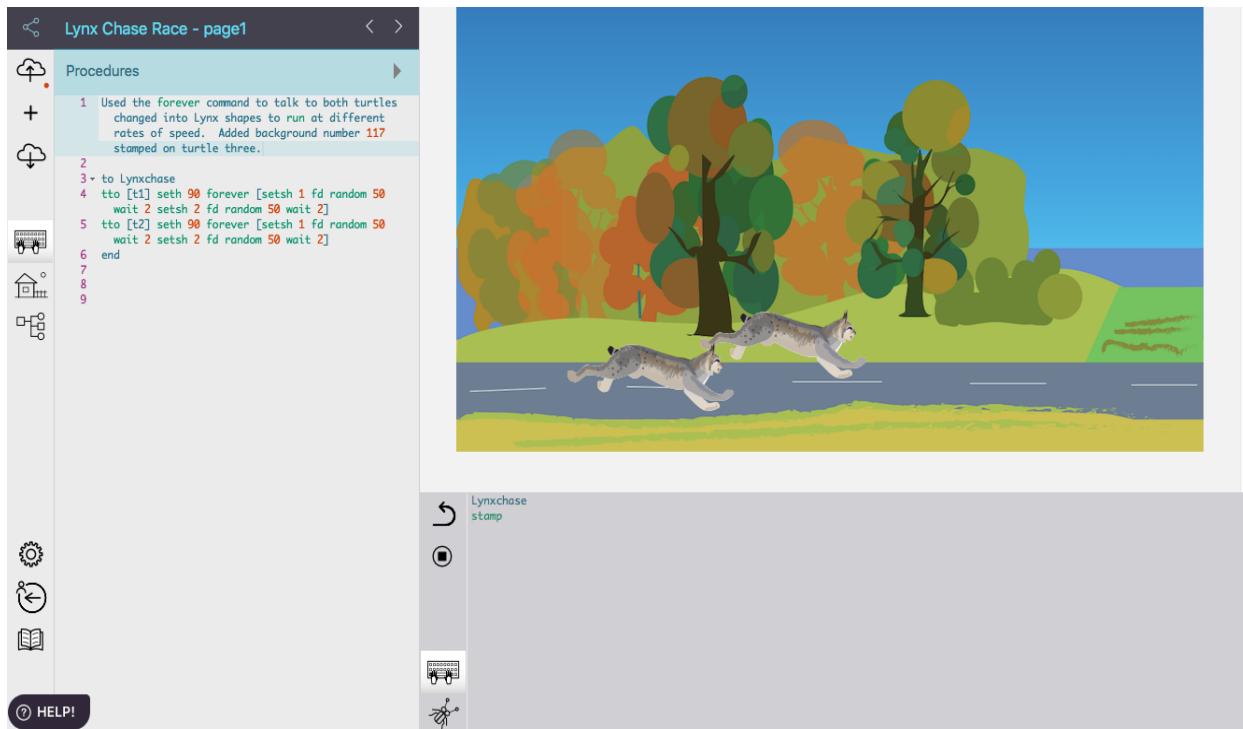 Lynx Chase Race - page1
Procedures
1 Used the forever command to talk to both turtles
changed into Lynx shapes to run at different
rates of speed. Added background number 117
stamped on turtle three.
2
3 to Lynxchase
4 tto [t1] seth 90 forever [setsh 1 fd random 50
wait 2 setsh 2 fd random 50 wait 2]
5 tto [t2] seth 90 forever [setsh 1 fd random 50
wait 2 setsh 2 fd random 50 wait 2]
6 end
7
8
9
Lynxchase
stamp
? HELP!